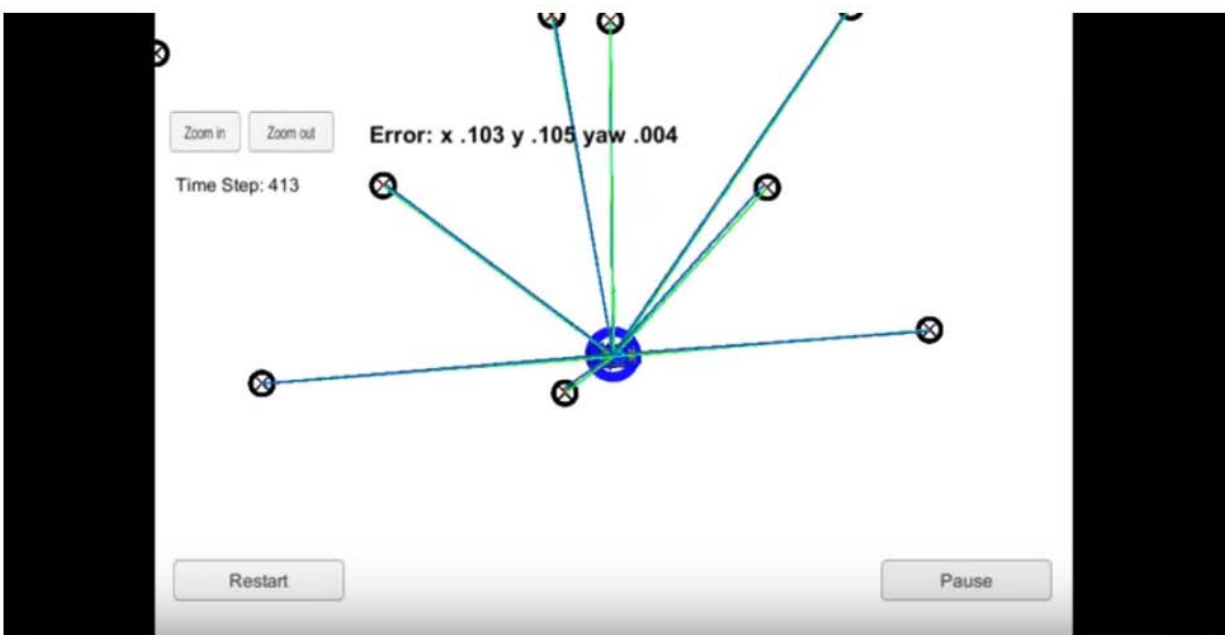 Zoom in Zoom out Error: x .103 y .105 yaw .004
Time Step: 413
Restart Pause